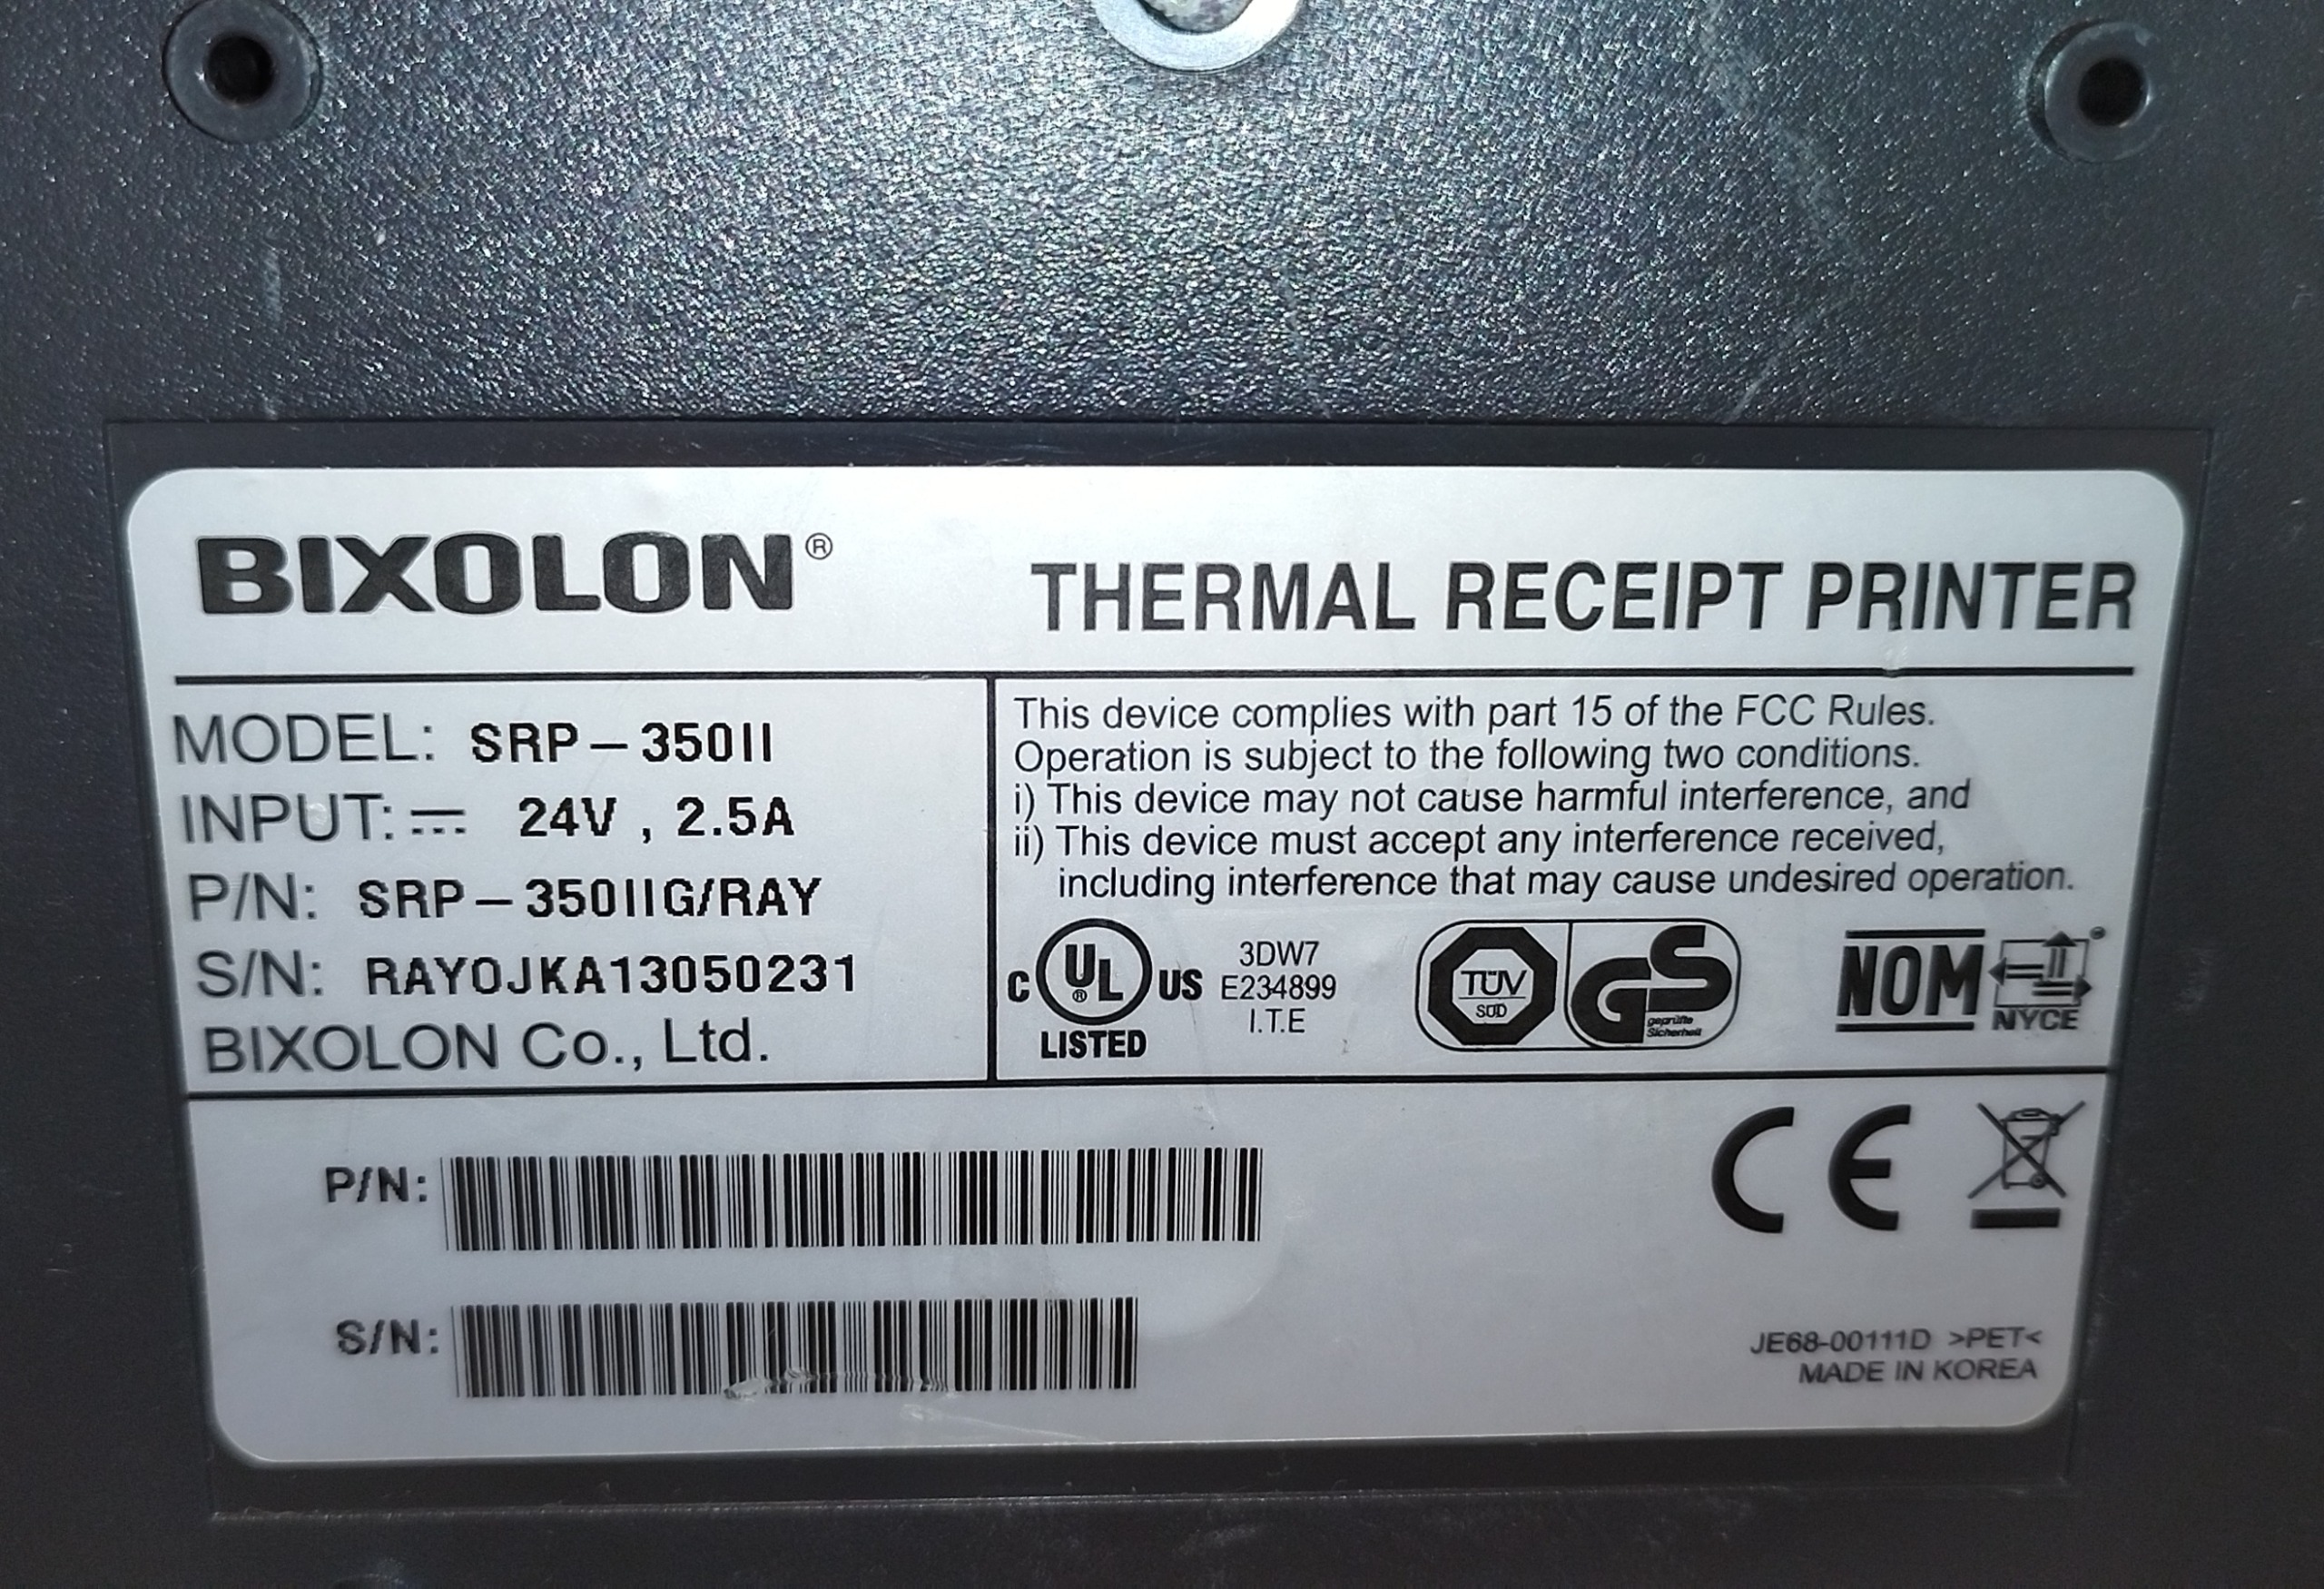 BIXOLON®
THERMAL RECEIPT PRINTER
MODEL: SRP-350II
INPUT: ⎓ 24V , 2.5A
P/N: SRP-350IIG/RAY
S/N: RAYOJKA13050231
BIXOLON Co., Ltd.
This device complies with part 15 of the FCC Rules.
Operation is subject to the following two conditions.
i) This device may not cause harmful interference, and
ii) This device must accept any interference received,
including interference that may cause undesired operation.
C UL® US
LISTED
3DW7
E234899
I.T.E
TÜV
SÜD
GS
geprüfte
Sicherheit
NOM
NYCE
P/N:
CE
S/N:
JE68-00111D >PET<
MADE IN KOREA